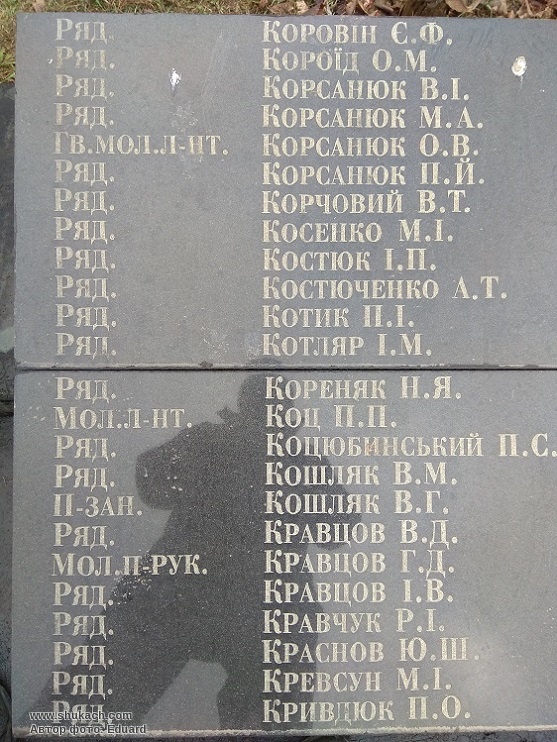 Ряд. Коровін Є.Ф.
Ряд. Короїд О.М.
Ряд. Корсанюк В.І.
Ряд. Корсанюк М.А.
Гв.мол.л-нт. Корсанюк О.В.
Ряд. Корсанюк П.Й.
Ряд. Корчовий В.Т.
Ряд. Косенко М.І.
Ряд. Костюк І.П.
Ряд. Костюченко А.Т.
Ряд. Котик П.І.
Ряд. Котляр І.М.
Ряд. Кореняк Н.Я.
Мол.л-нт. Коц П.П.
Ряд. Коцюбинський П.С.
Ряд. Кошляк В.М.
П-зан. Кошляк В.Г.
Ряд. Кравцов В.Д.
Мол.п-рук. Кравцов Г.Д.
Ряд. Кравцов І.В.
Ряд. Кравчук Р.І.
Ряд. Краснов Ю.Ш.
Ряд. Кревсун М.І.
Ряд. Кривдюк П.О.
www.shukach.com
Автор фото: Eduard